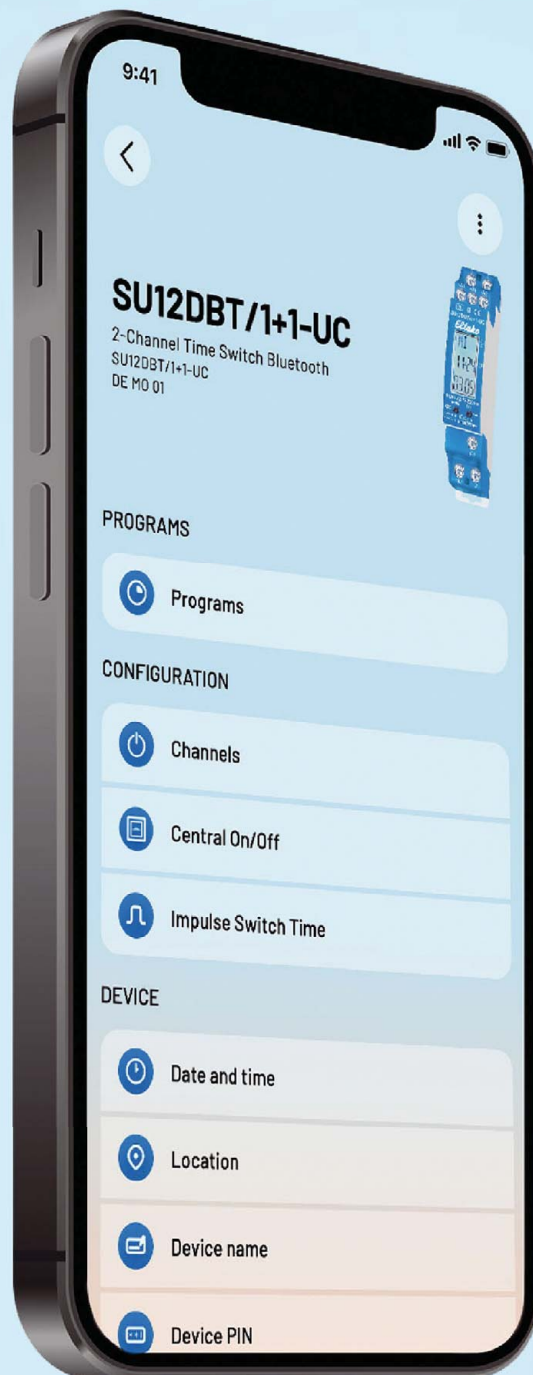 9:41
SU12DBT/1+1-UC
2-Channel Time Switch Bluetooth
SU12DBT/1+1-UC
DE MO 01
Eltako
PROGRAMS
Programs
CONFIGURATION
Channels
Central On/Off
Impulse Switch Time
DEVICE
Date and time
Location
Device name
Device PIN